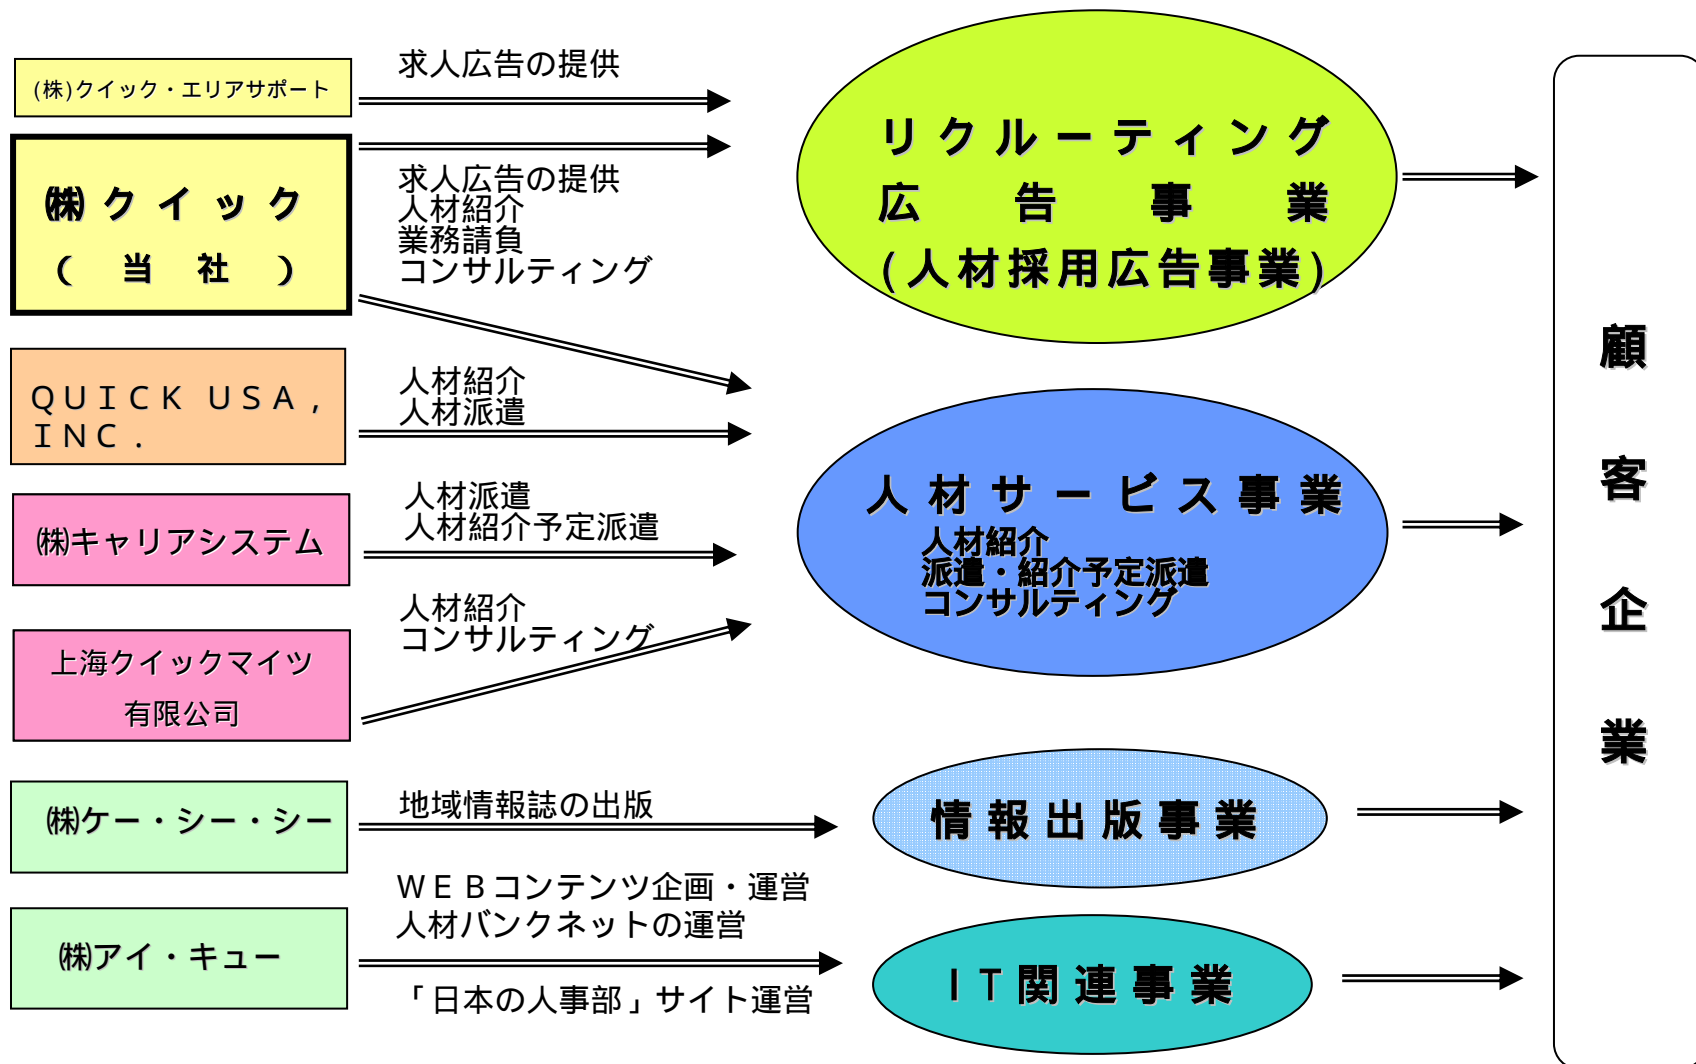 (株)クイック・エリアサポート
求人広告の提供
㈱クイック
(当社)
求人広告の提供
人材紹介
業務請負
コンサルティング
リクルーティング
広告事業
(人材採用広告事業)
QUICK USA,
INC.
人材紹介
人材派遣
㈱キャリアシステム
人材派遣
人材紹介予定派遣
上海クイックマイツ
有限公司
人材紹介
コンサルティング
人材サービス事業
人材紹介
派遣・紹介予定派遣
コンサルティング
㈱ケー・シー・シー
地域情報誌の出版
情報出版事業
㈱アイ・キュー
WEBコンテンツ企画・運営
人材バンクネットの運営
「日本の人事部」サイト運営
IT関連事業
顧客企業